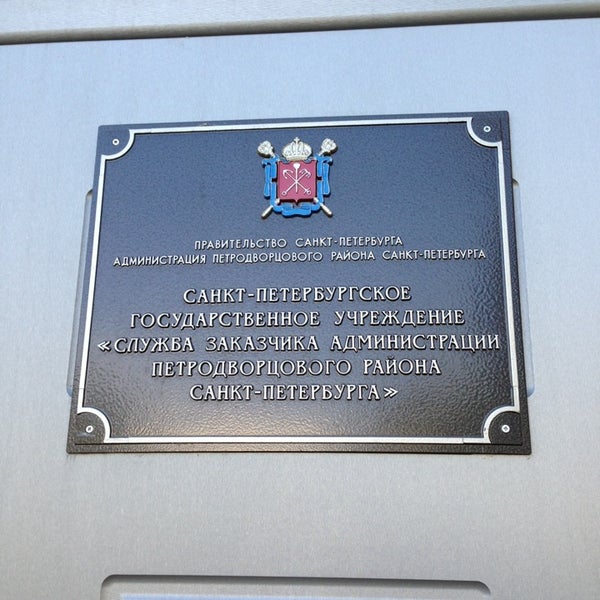 ПРАВИТЕЛЬСТВО САНКТ-ПЕТЕРБУРГА
АДМИНИСТРАЦИЯ ПЕТРОДВОРЦОВОГО РАЙОНА САНКТ-ПЕТЕРБУРГА
САНКТ-ПЕТЕРБУРГСКОЕ
ГОСУДАРСТВЕННОЕ УЧРЕЖДЕНИЕ
«СЛУЖБА ЗАКАЗЧИКА АДМИНИСТРАЦИИ
ПЕТРОДВОРЦОВОГО РАЙОНА
САНКТ-ПЕТЕРБУРГА»